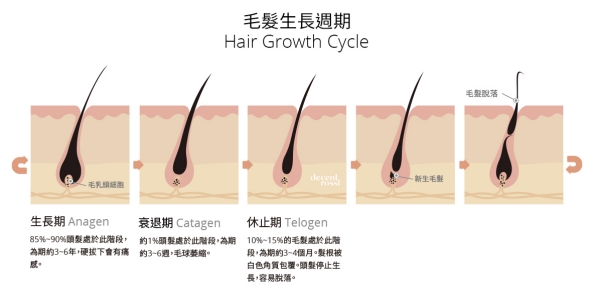 毛髮生長週期
Hair Growth Cycle
毛髮脫落
毛乳頭細胞
decent
rossi
新生毛髮
生長期 Anagen
85%~90%頭髮處於此階段,
為期約3~6年,硬拔下會有痛
感。
衰退期 Catagen
約1%頭髮處於此階段,為期
約3~6週,毛球萎縮。
休止期 Telogen
10%~15%的毛髮處於此階
段,為期約3~4個月。髮根被
白色角質包覆。頭髮停止生
長,容易脫落。